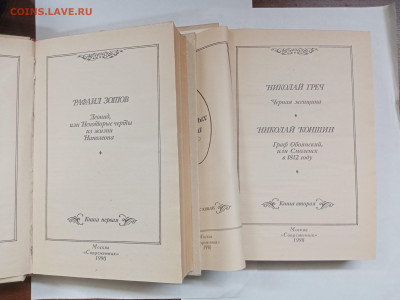 COINS.LAVE.RU
РАФАИЛ ЗОТОВ
Леонид,
или Некоторые черты
из жизни
Наполеона
Книга первая
Москва
«Современник»
1990
НИКОЛАЙ ГРЕЧ
Черная женщина
НИКОЛАЙ КОНШИН
Граф Обоянский,
или Смоленск
в 1812 году
Книга вторая
Москва
«Современник»
1990